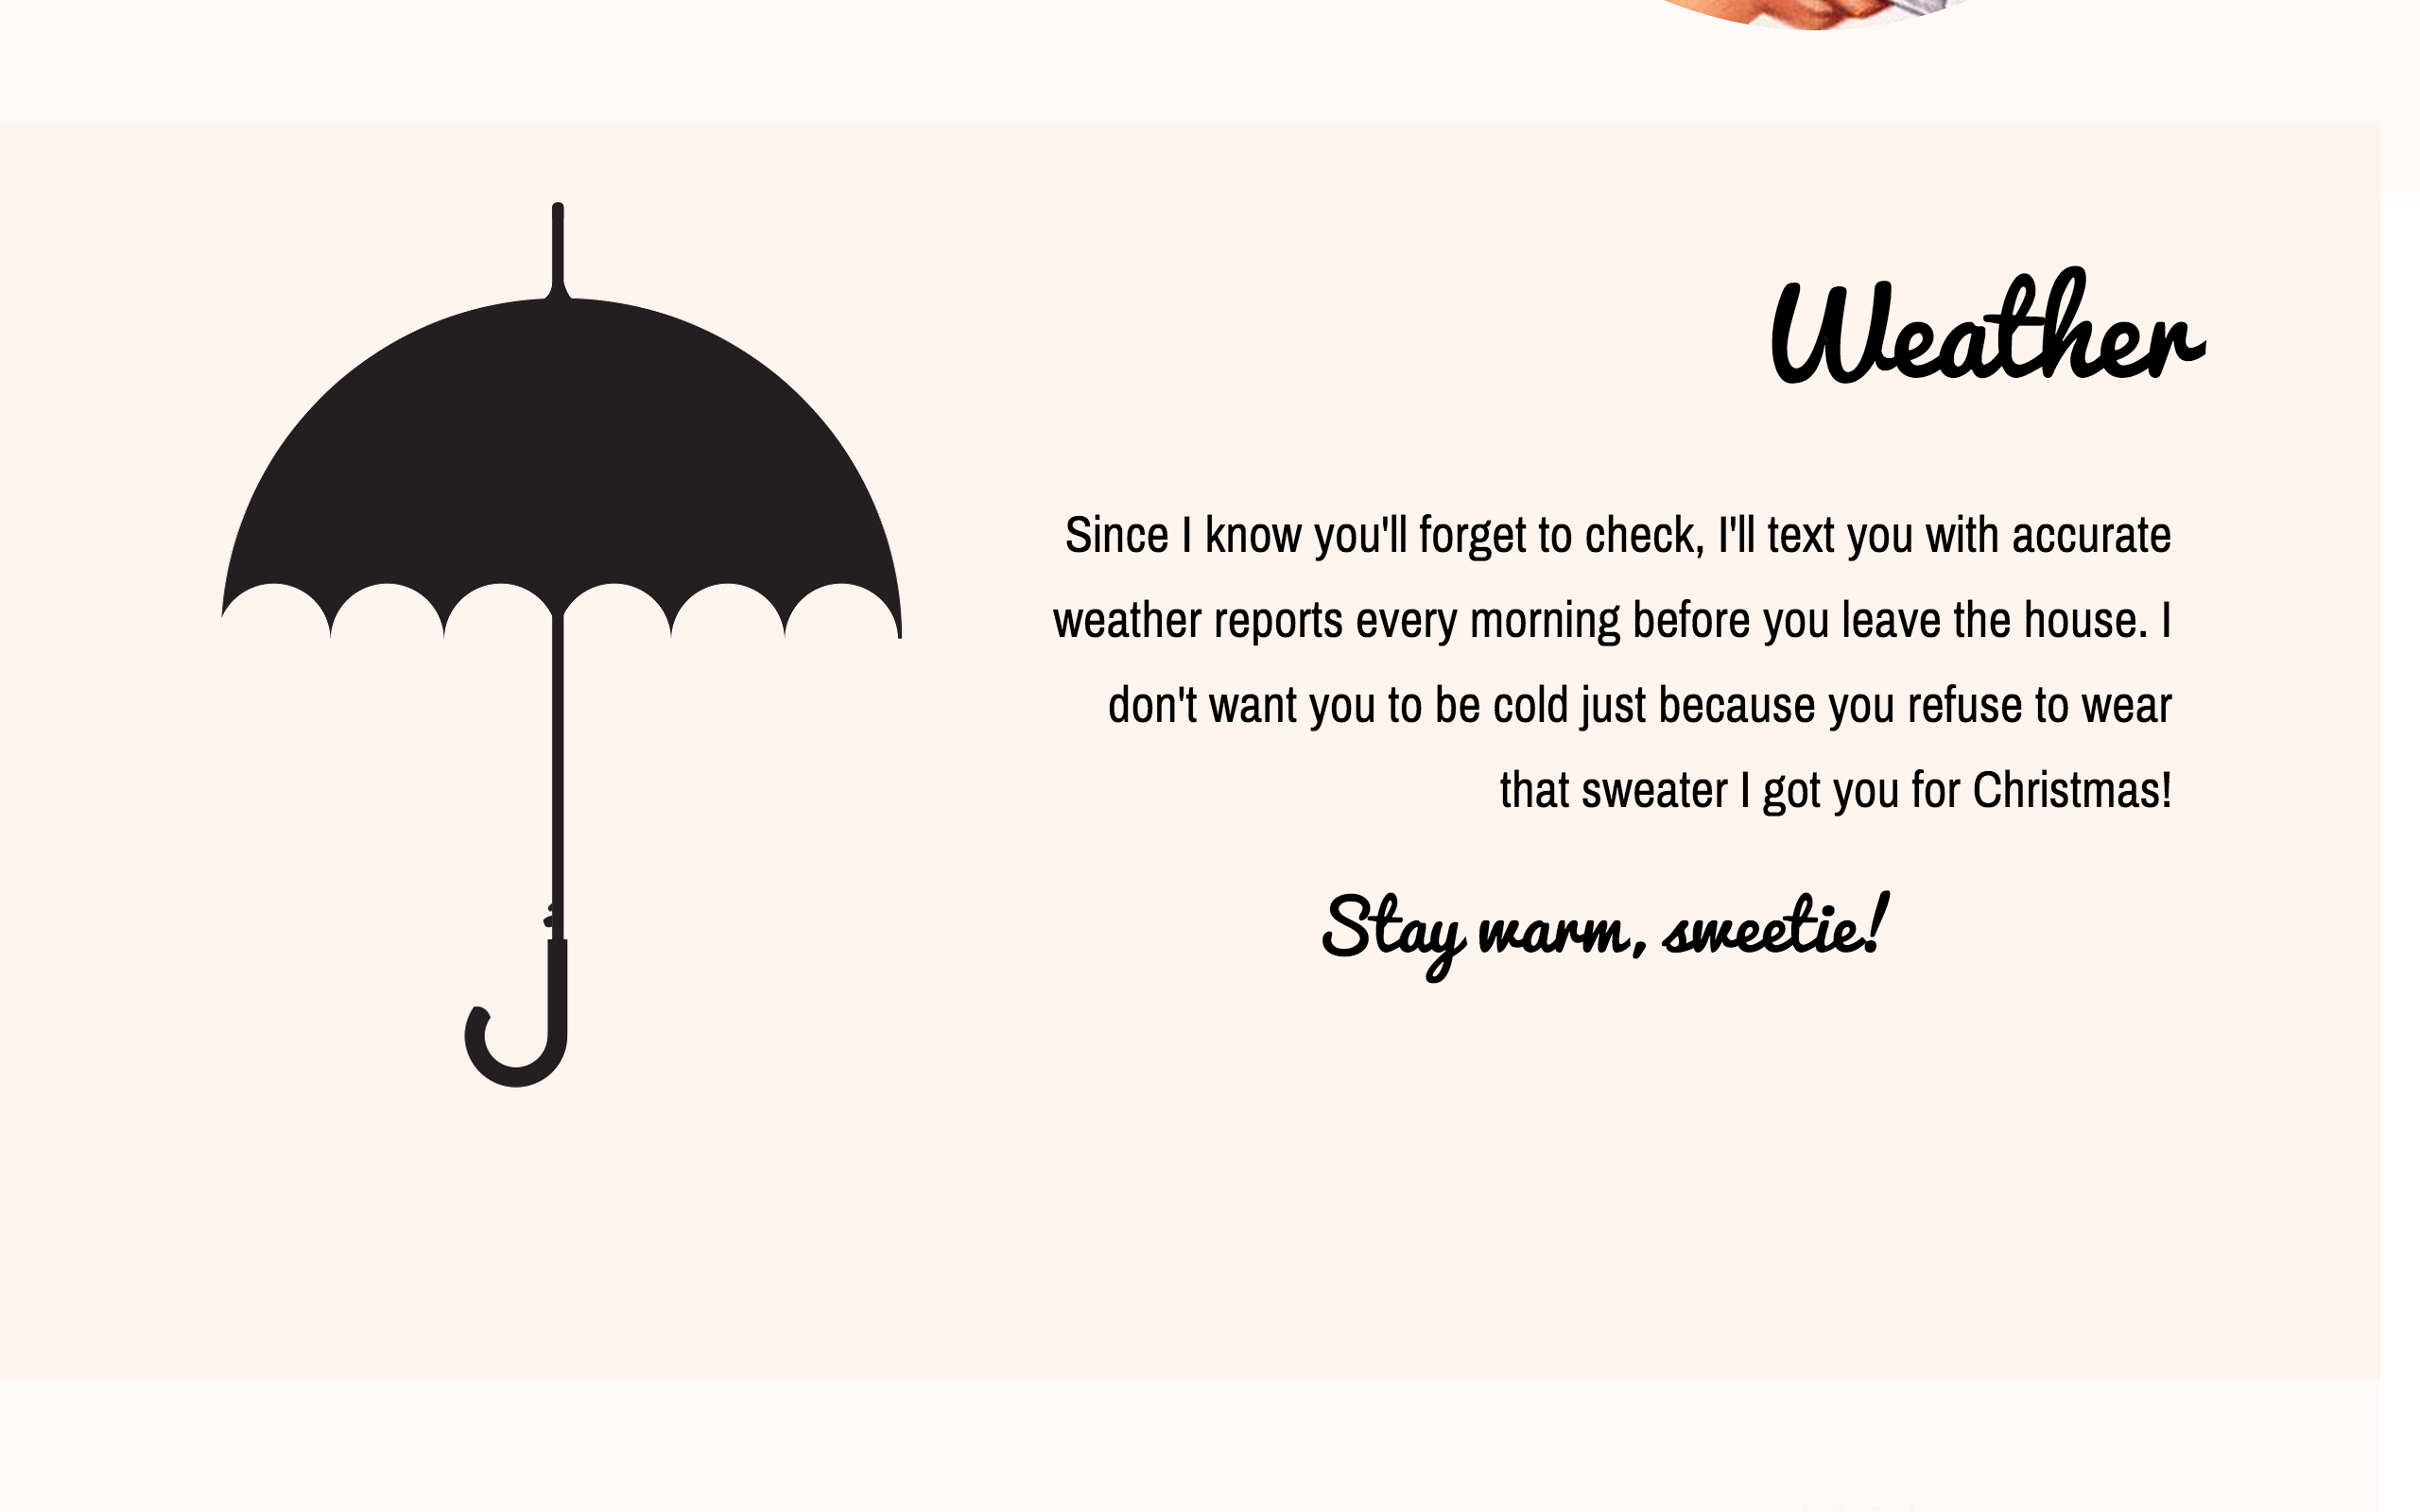 Weather
Since I know you'll forget to check, I'll text you with accurate
weather reports every morning before you leave the house. I
don't want you to be cold just because you refuse to wear
that sweater I got you for Christmas!
Stay warm, sweetie!